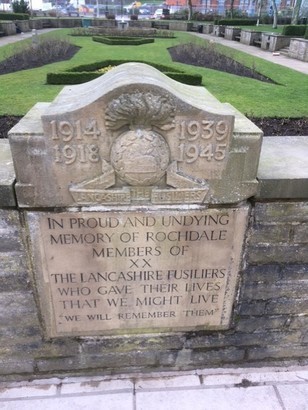 1914 1939
1918 1945
IN PROUD AND UNDYING
MEMORY OF ROCHDALE
MEMBERS OF
XX
THE LANCASHIRE FUSILIERS
WHO GAVE THEIR LIVES
THAT WE MIGHT LIVE
"WE WILL REMEMBER THEM"